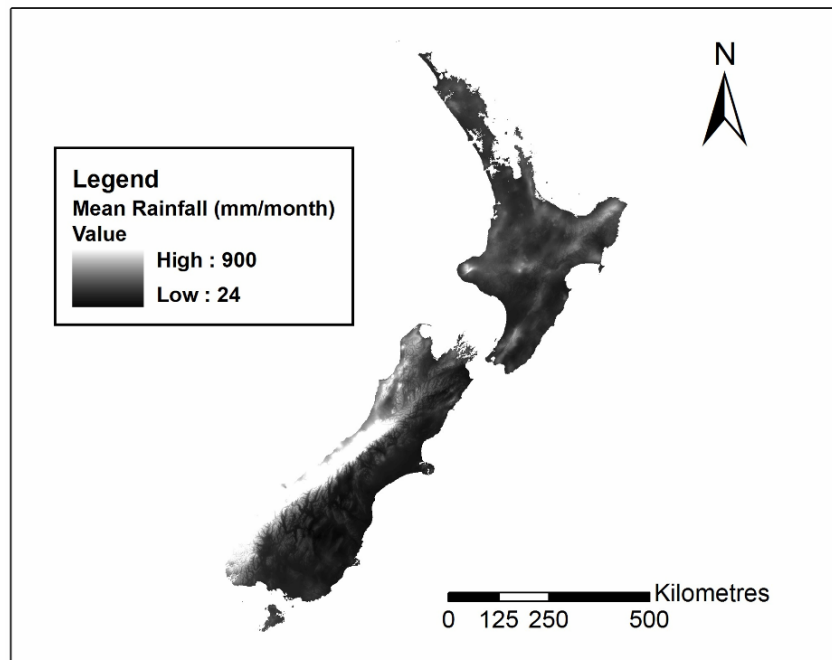 N
Legend
Mean Rainfall (mm/month)
Value
High : 900
Low : 24
Kilometres
0 125 250 500